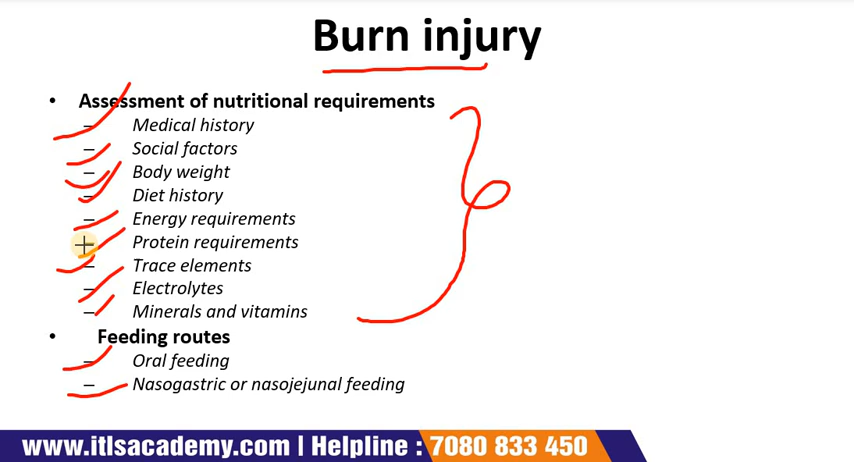 Burn injury
• Assessment of nutritional requirements
– Medical history
– Social factors
– Body weight
– Diet history
– Energy requirements
– Protein requirements
– Trace elements
– Electrolytes
– Minerals and vitamins
• Feeding routes
– Oral feeding
– Nasogastric or nasojejunal feeding
www.itlsacademy.com | Helpline : 7080 833 450